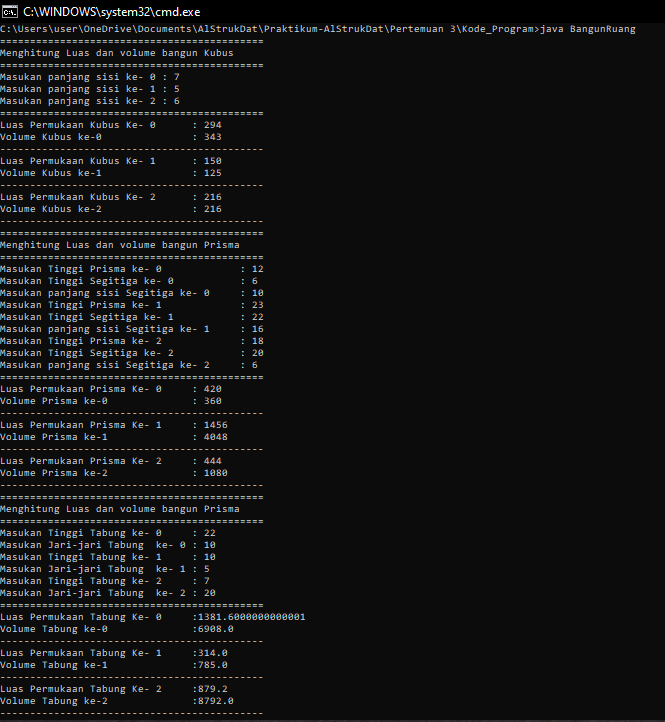 C:\WINDOWS\system32\cmd.exe
C:\Users\user\OneDrive\Documents\AlStrukDat\Praktikum-AlStrukDat\Pertemuan 3\Kode_Program>java BangunRuang
============================================
Menghitung Luas dan volume bangun Kubus
============================================
Masukan panjang sisi ke- 0 : 7
Masukan panjang sisi ke- 1 : 5
Masukan panjang sisi ke- 2 : 6
============================================
Luas Permukaan Kubus Ke- 0      : 294
Volume Kubus ke-0               : 343
--------------------------------------------
Luas Permukaan Kubus Ke- 1      : 150
Volume Kubus ke-1               : 125
--------------------------------------------
Luas Permukaan Kubus Ke- 2      : 216
Volume Kubus ke-2               : 216
--------------------------------------------
============================================
Menghitung Luas dan volume bangun Prisma
============================================
Masukan Tinggi Prisma ke- 0             : 12
Masukan Tinggi Segitiga ke- 0           : 6
Masukan panjang sisi Segitiga ke- 0     : 10
Masukan Tinggi Prisma ke- 1             : 23
Masukan Tinggi Segitiga ke- 1           : 22
Masukan panjang sisi Segitiga ke- 1     : 16
Masukan Tinggi Prisma ke- 2             : 18
Masukan Tinggi Segitiga ke- 2           : 20
Masukan panjang sisi Segitiga ke- 2     : 6
============================================
Luas Permukaan Prisma Ke- 0     : 420
Volume Prisma ke-0              : 360
--------------------------------------------
Luas Permukaan Prisma Ke- 1     : 1456
Volume Prisma ke-1              : 4048
--------------------------------------------
Luas Permukaan Prisma Ke- 2     : 444
Volume Prisma ke-2              : 1080
--------------------------------------------
============================================
Menghitung Luas dan volume bangun Prisma
============================================
Masukan Tinggi Tabung ke- 0     : 22
Masukan Jari-jari Tabung  ke- 0 : 10
Masukan Tinggi Tabung ke- 1     : 10
Masukan Jari-jari Tabung  ke- 1 : 5
Masukan Tinggi Tabung ke- 2     : 7
Masukan Jari-jari Tabung  ke- 2 : 20
============================================
Luas Permukaan Tabung Ke- 0     :1381.6000000000001
Volume Tabung ke-0              :6908.0
--------------------------------------------
Luas Permukaan Tabung Ke- 1     :314.0
Volume Tabung ke-1              :785.0
--------------------------------------------
Luas Permukaan Tabung Ke- 2     :879.2
Volume Tabung ke-2              :8792.0
--------------------------------------------